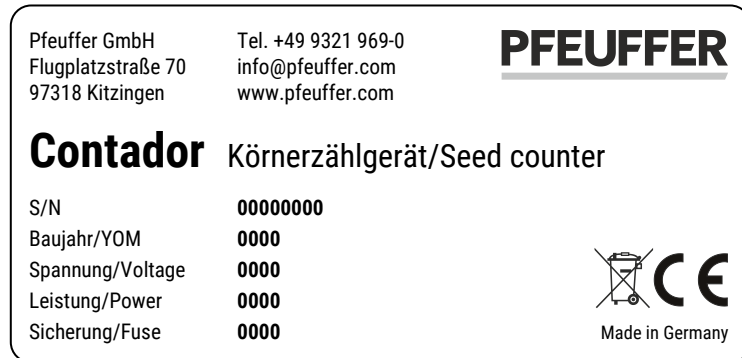 Pfeuffer GmbH
Flugplatzstraße 70
97318 Kitzingen
Tel. +49 9321 969-0
info@pfeuffer.com
www.pfeuffer.com
PFEUFFER
Contador Körnerzählgerät/Seed counter
S/N 00000000
Baujahr/YOM 0000
Spannung/Voltage 0000
Leistung/Power 0000
Sicherung/Fuse 0000
CE
Made in Germany